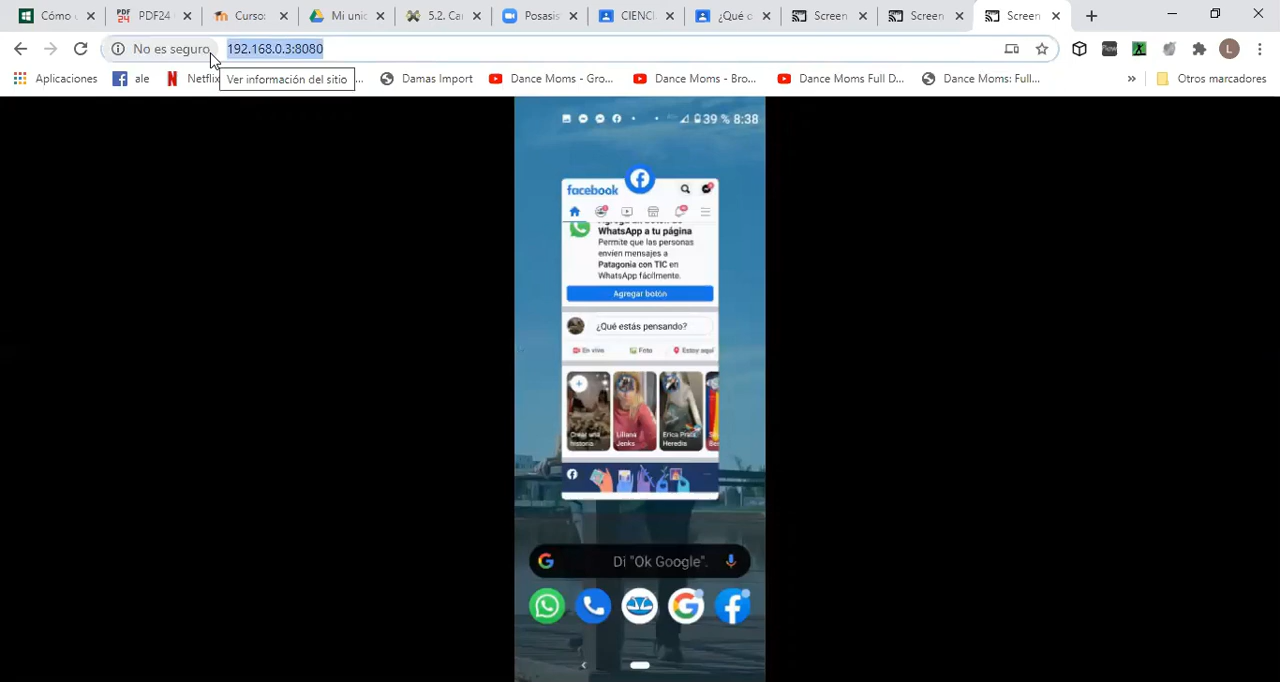 Cómo v
PDF24
Curso:
Mi unic
5.2. Car
Posasis
CIENCI
¿Qué c
Screen
Screen
Screen
No es seguro
192.168.0.3:8080
Aplicaciones
ale
Netflix
Ver información del sitio
Damas Import
Dance Moms - Gro...
Dance Moms - Bro...
Dance Moms Full D...
Dance Moms: Full...
»
Otros marcadores
L
39 % 8:38
facebook
WhatsApp a tu página
Permite que las personas
envíen mensajes a
Patagonia con TIC en
WhatsApp fácilmente.
Agregar botón
¿Qué estás pensando?
En vivo
Foto
Estoy aquí
Crear una
historia
Liliana
Jenks
Erica Prats
Heredia
Di "Ok Google".